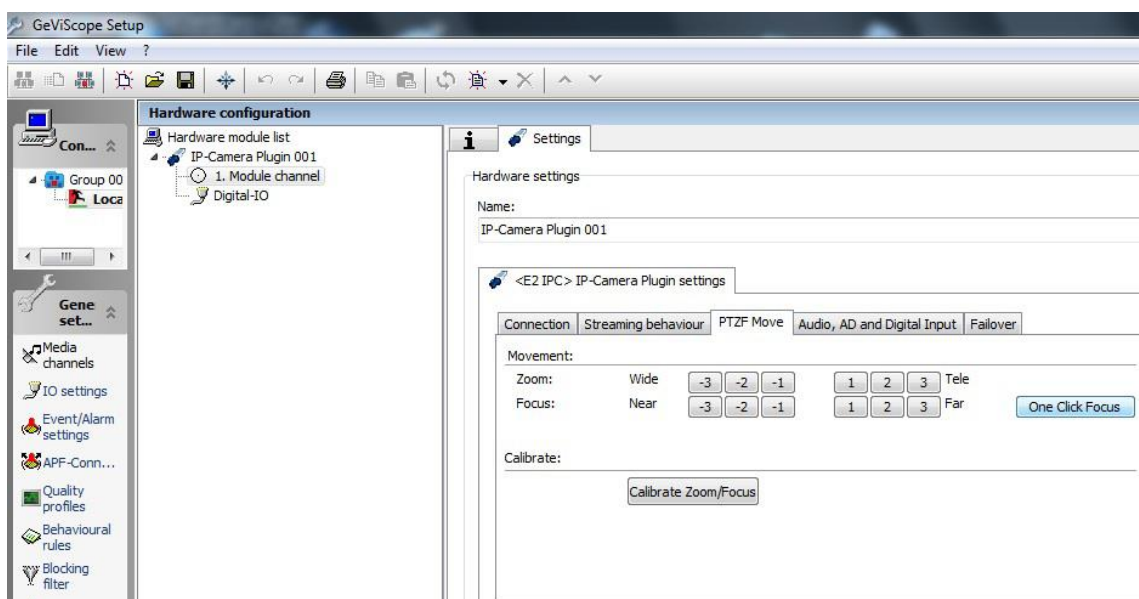 GeViScope Setup
File Edit View ?
Hardware configuration
Con...
Group 00
Loca
Gene
set...
Media
channels
IO settings
Event/Alarm
settings
APF-Conn...
Quality
profiles
Behavioural
rules
Blocking
filter
Hardware module list
IP-Camera Plugin 001
1. Module channel
Digital-IO
i Settings
Hardware settings
Name:
IP-Camera Plugin 001
<E2 IPC> IP-Camera Plugin settings
Connection Streaming behaviour PTZF Move Audio, AD and Digital Input Failover
Movement:
Zoom: Wide -3 -2 -1 1 2 3 Tele
Focus: Near -3 -2 -1 1 2 3 Far One Click Focus
Calibrate:
Calibrate Zoom/Focus